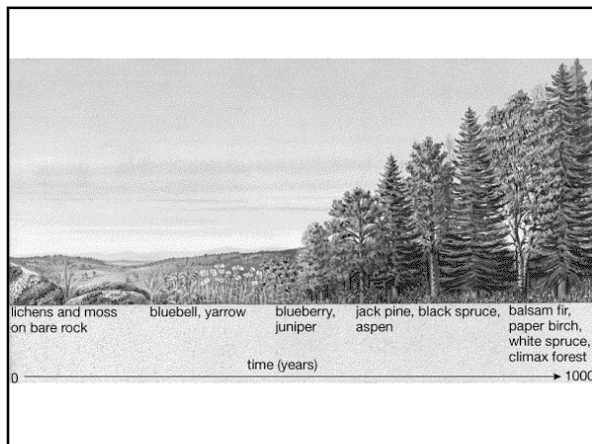 lichens and moss
on bare rock
bluebell, yarrow
blueberry,
juniper
jack pine, black spruce,
aspen
balsam fir,
paper birch,
white spruce,
climax forest
time (years)
0
1000